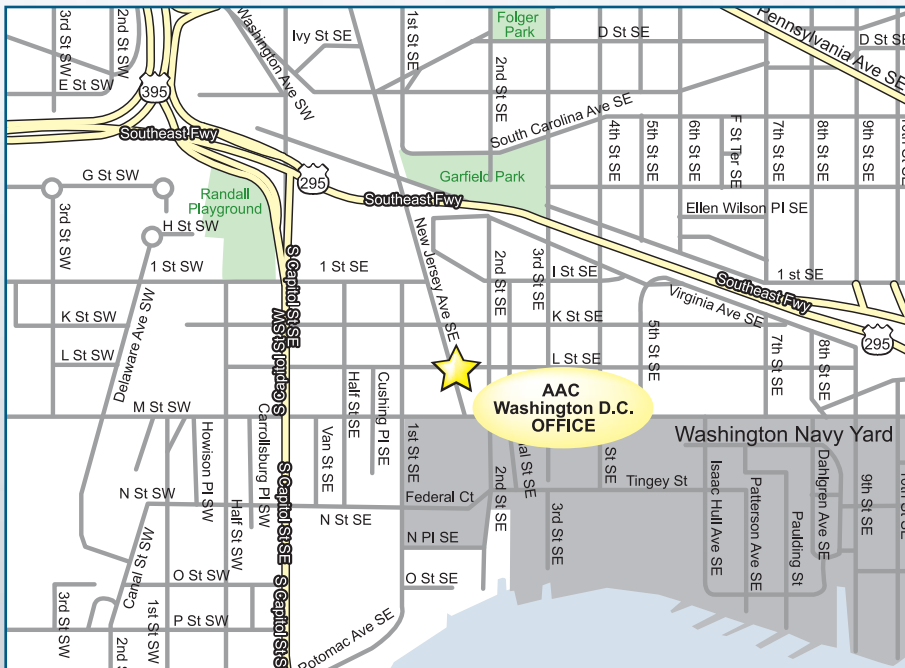 3rd St SW
2nd St SW
Washington Ave SW
Ivy St SE
1st St SE
Folger
Park
D St SE
Pennsylvania Ave SE
D St SE
E St SW
395
2nd St SE
Southeast Fwy
South Carolina Ave SE
4th St SE
5th St SE
6th St SE
F St Ter SE
7th St SE
8th St SE
9th St SE
G St SW
295
Garfield Park
Randall
Playground
Southeast Fwy
Ellen Wilson Pl SE
3rd St SW
H St SW
New Jersey Ave SE
2nd St SE
3rd St SE
1 St SW
S Capitol St SE
1 St SE
I St SE
1 st SE
Southeast Fwy
Virginia Ave SE
Delaware Ave SW
K St SW
K St SE
5th St SE
295
L St SW
S Capitol St SW
L St SE
7th St SE
8th St SE
Half St SE
Cushing Pl SE
AAC
Washington D.C.
OFFICE
M St SW
Howison Pl SW
Carrollsburg Pl SW
Van St SE
1st St SE
Washington Navy Yard
2nd St SE
al St SE
St SE
Tingey St
Isaac Hull Ave SE
Patterson Ave SE
Paulding St
Dahlgren Ave SE
9th St SE
N St SW
Half St SW
S Capitol St SE
N St SE
Federal Ct
3rd St SE
N Pl SE
Canal St SW
O St SW
O St SE
3rd St SW
1st St SW
P St SW
S Capitol St S
Potomac Ave SE
2nd S